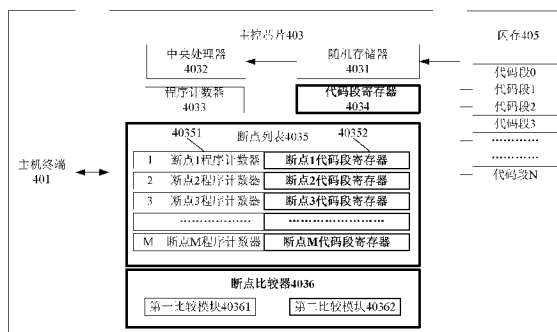 主控芯片403
闪存405
中央处理器
4032
随机存储器
4031
程序计数器
4033
代码段寄存器
4034
代码段0
代码段1
代码段2
代码段3
…………
…………
代码段N
主机终端
401
40351
断点列表4035
40352
1 断点1程序计数器 断点1代码段寄存器
2 断点2程序计数器 断点2代码段寄存器
3 断点3程序计数器 断点3代码段寄存器
……………… ……………………
M 断点M程序计数器 断点M代码段寄存器
断点比较器4036
第一比较模块40361
第二比较模块40362